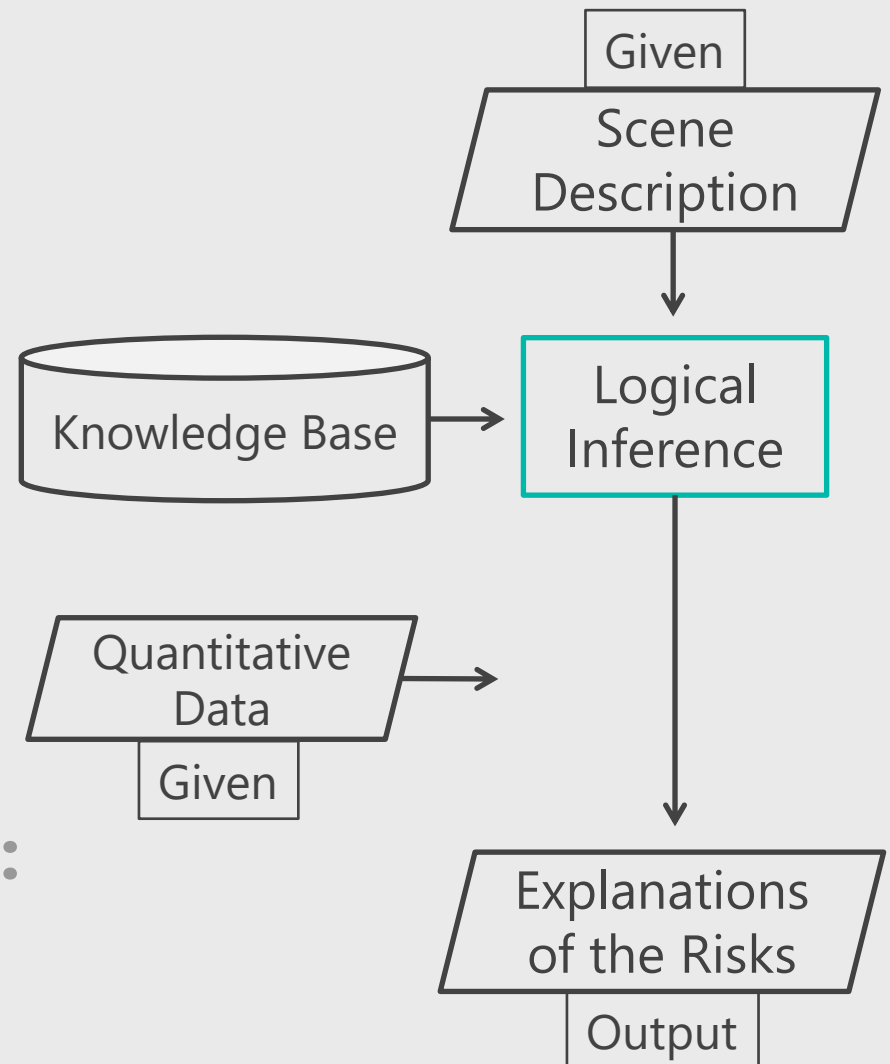 Given
Scene
Description
Knowledge Base
Logical
Inference
Quantitative
Data
Given
:
Explanations
of the Risks
Output